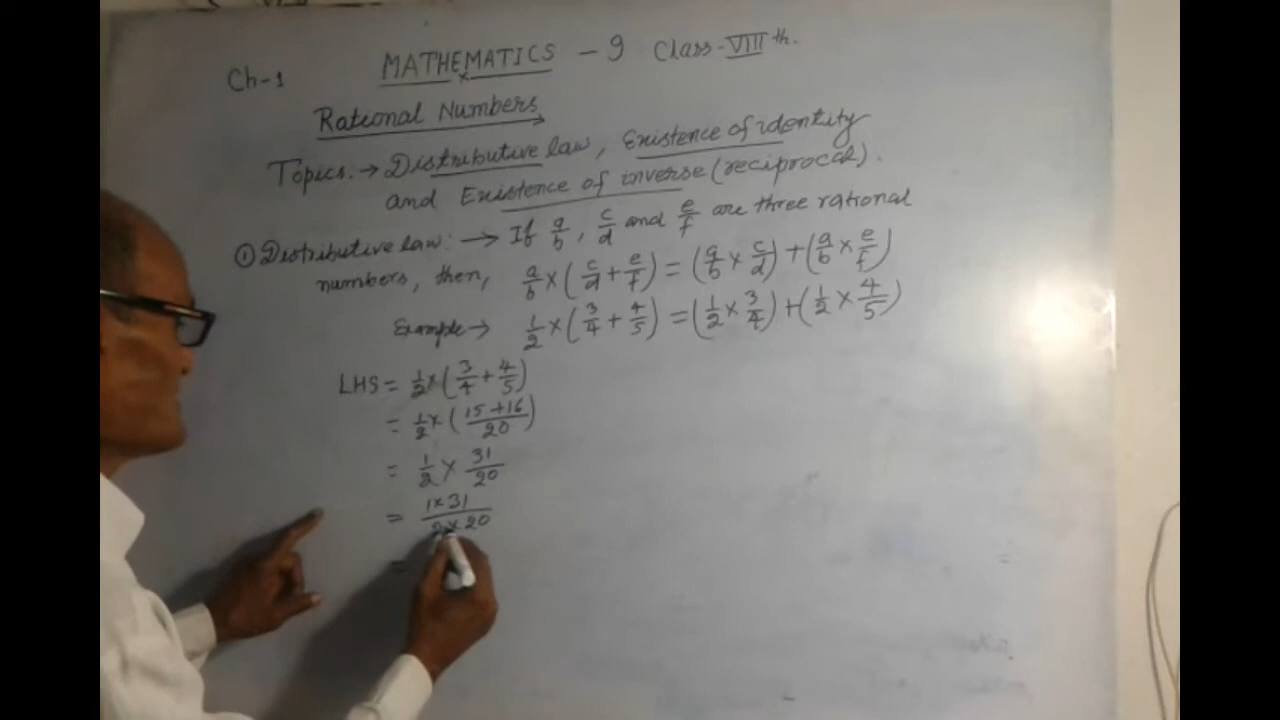 Ch-1 MATHEMATICS - 9 Class-VIIIth.
Rational Numbers
Topics.→ Distributive law, Existence of identity
and Existence of inverse (reciprocal).
① Distributive law:→ If a/b, c/d and e/f are three rational
numbers, then, a/b × (c/d + e/f) = (a/b × c/d) + (a/b × e/f)
Example→ 1/2 × (3/4 + 4/5) = (1/2 × 3/4) + (1/2 × 4/5)
LHS = 1/2 × (3/4 + 4/5)
= 1/2 × (15+16/20)
= 1/2 × 31/20
= 1×31/2×20
=